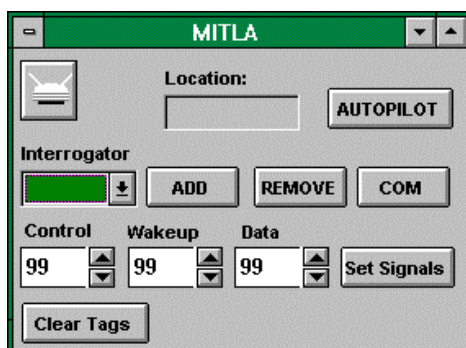 MITLA
Location:
AUTOPILOT
Interrogator
ADD REMOVE COM
Control Wakeup Data
99 99 99 Set Signals
Clear Tags